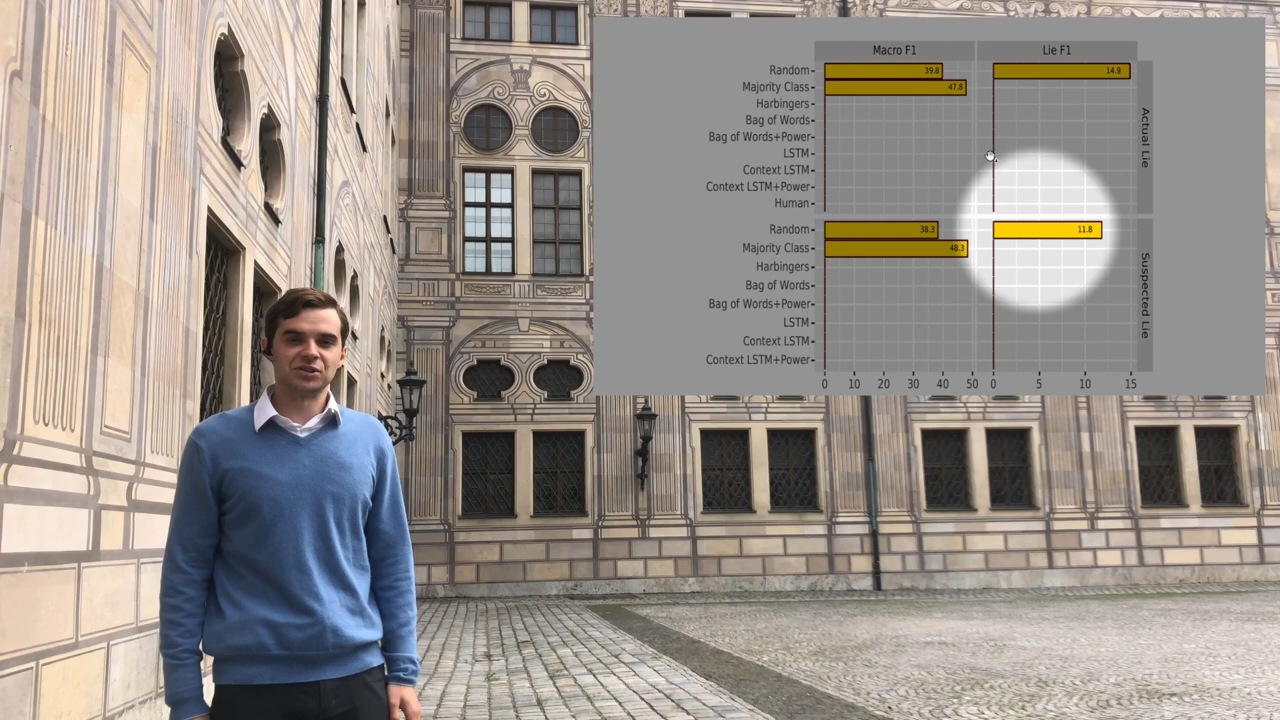 Macro F1
Lie F1
Random
39.8
14.9
Majority Class
47.8
Harbingers
Bag of Words
Bag of Words+Power
LSTM
Context LSTM
Context LSTM+Power
Human
Actual Lie
Random
38.3
11.8
Majority Class
48.3
Harbingers
Bag of Words
Bag of Words+Power
LSTM
Context LSTM
Context LSTM+Power
Suspected Lie
0 10 20 30 40 50 0 5 10 15